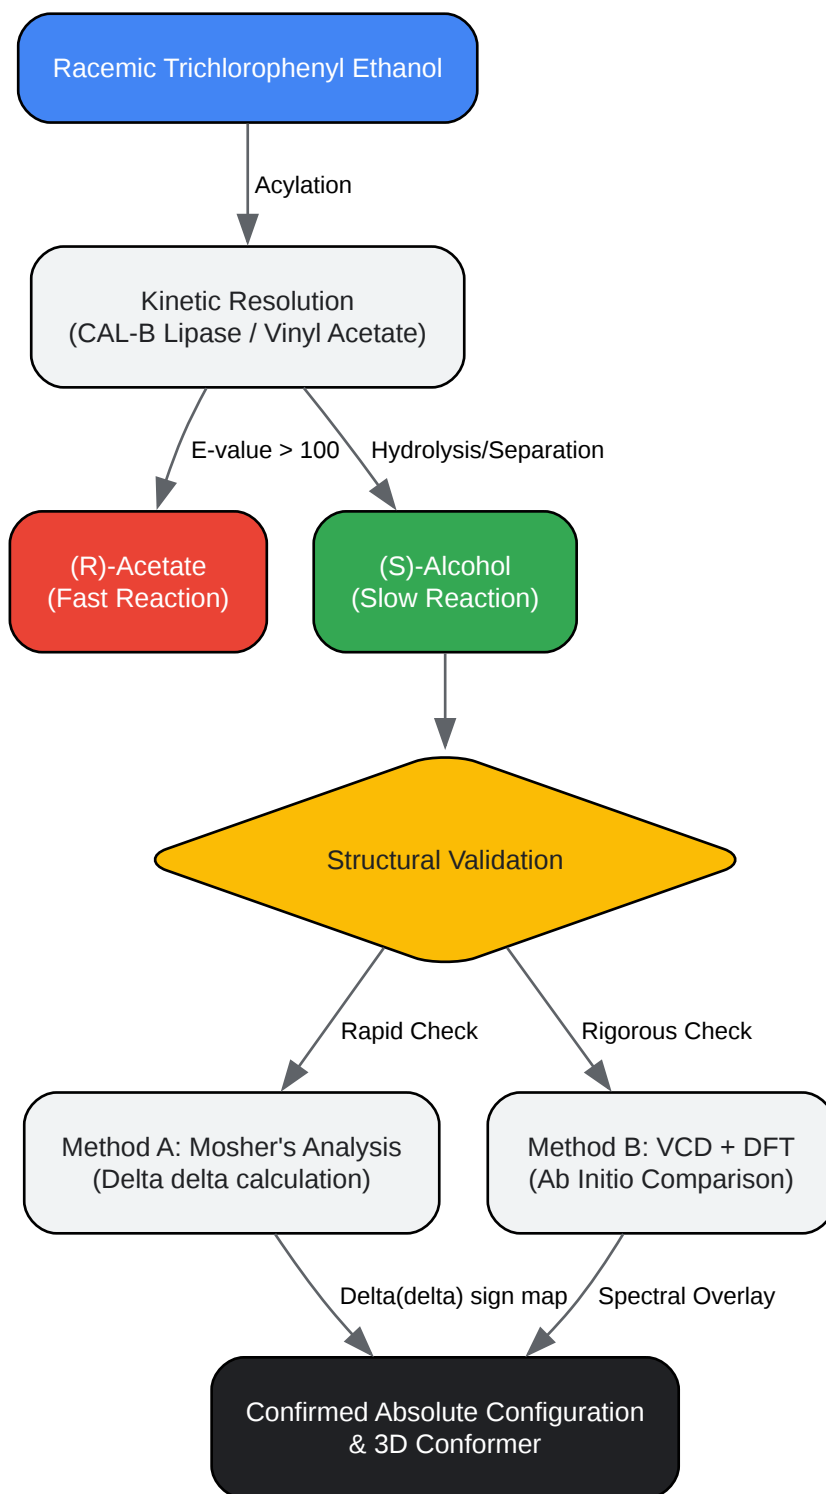 Racemic Trichlorophenyl Ethanol
Acylation
Kinetic Resolution
(CAL-B Lipase / Vinyl Acetate)
E-value > 100
Hydrolysis/Separation
(R)-Acetate
(Fast Reaction)
(S)-Alcohol
(Slow Reaction)
Structural Validation
Rapid Check
Rigorous Check
Method A: Mosher's Analysis
(Delta delta calculation)
Method B: VCD + DFT
(Ab Initio Comparison)
Delta(delta) sign map
Spectral Overlay
Confirmed Absolute Configuration
& 3D Conformer